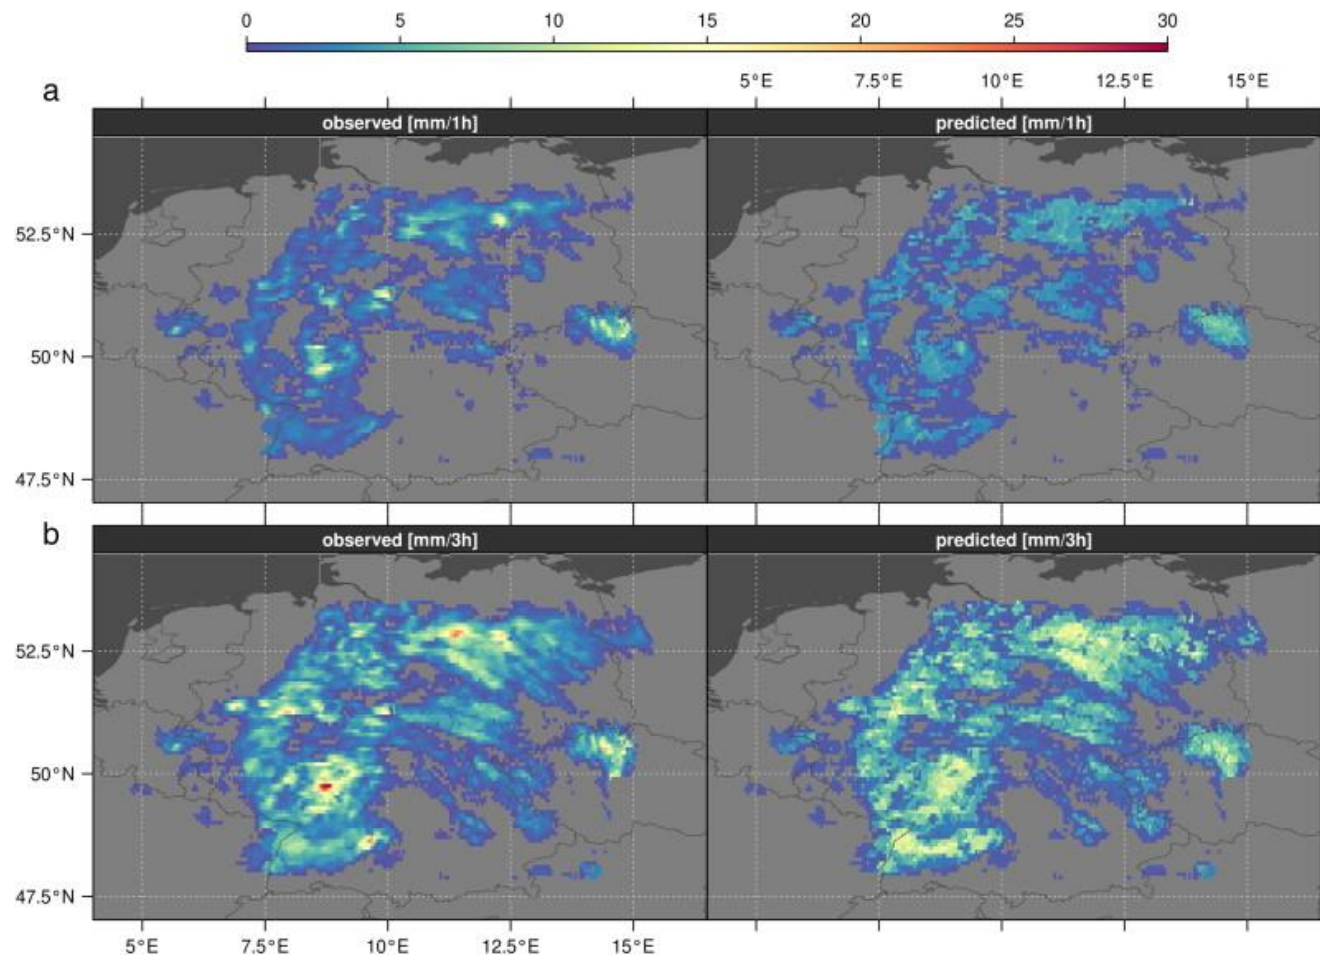 0 5 10 15 20 25 30
5°E 7.5°E 10°E 12.5°E 15°E
a
observed [mm/1h] predicted [mm/1h]
52.5°N
50°N
47.5°N
b
observed [mm/3h] predicted [mm/3h]
52.5°N
50°N
47.5°N
5°E 7.5°E 10°E 12.5°E 15°E